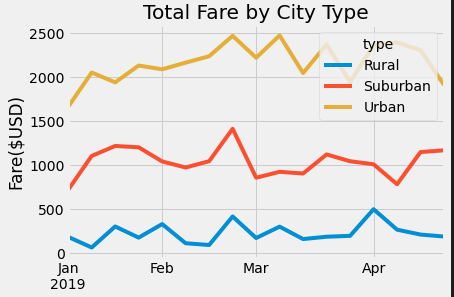 Total Fare by City Type
Fare($USD)
2500
2000
1500
1000
500
0
type
Rural
Suburban
Urban
Jan
2019
Feb
Mar
Apr